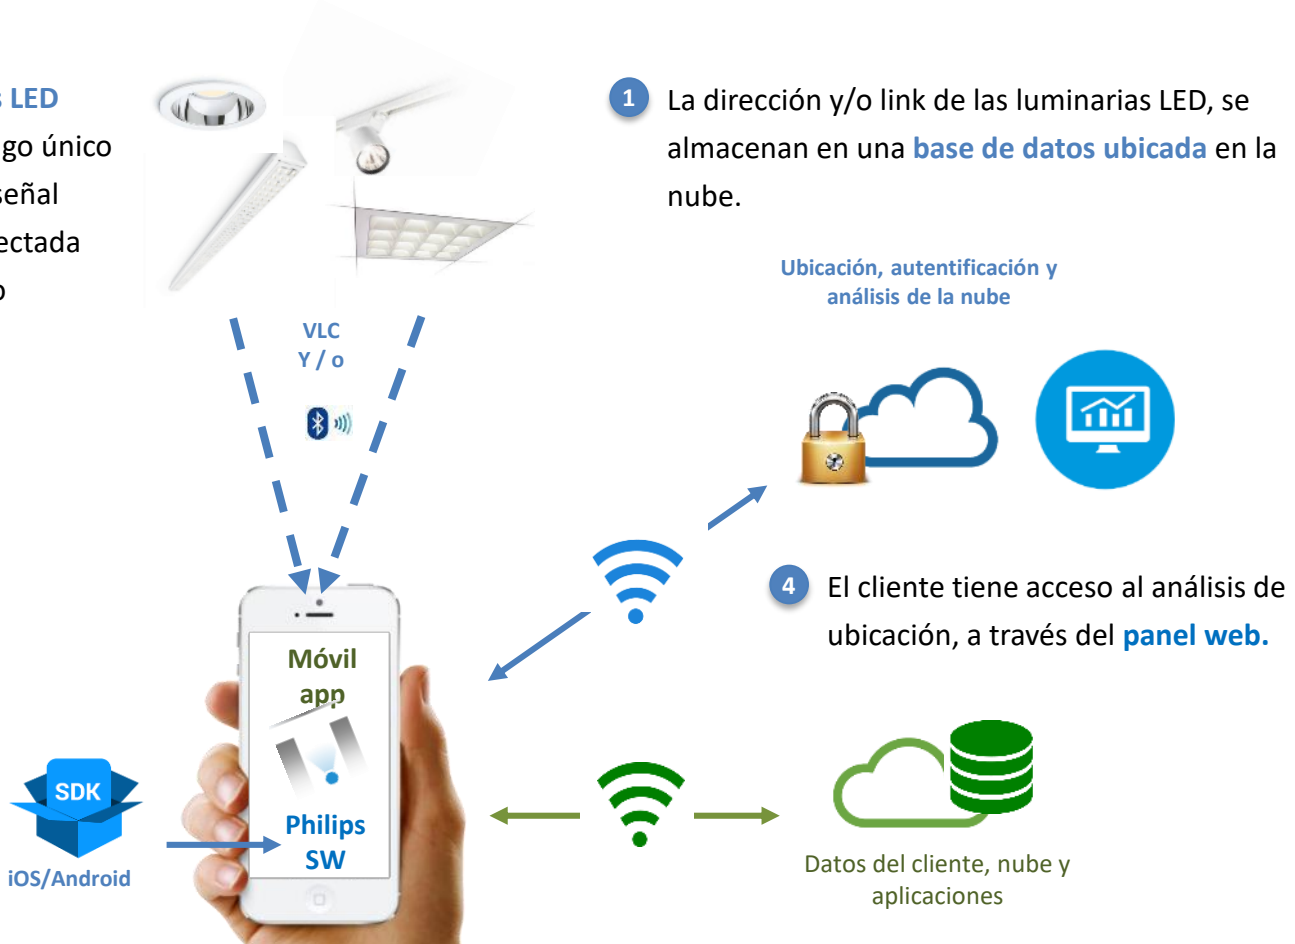 s LED
go único
señal
ectada
o
1
La dirección y/o link de las luminarias LED, se
almacenan en una base de datos ubicada en la
nube.
Ubicación, autentificación y
análisis de la nube
VLC
Y / o
4
El cliente tiene acceso al análisis de
ubicación, a través del panel web.
Móvil
app
Philips
SW
SDK
iOS/Android
Datos del cliente, nube y
aplicaciones